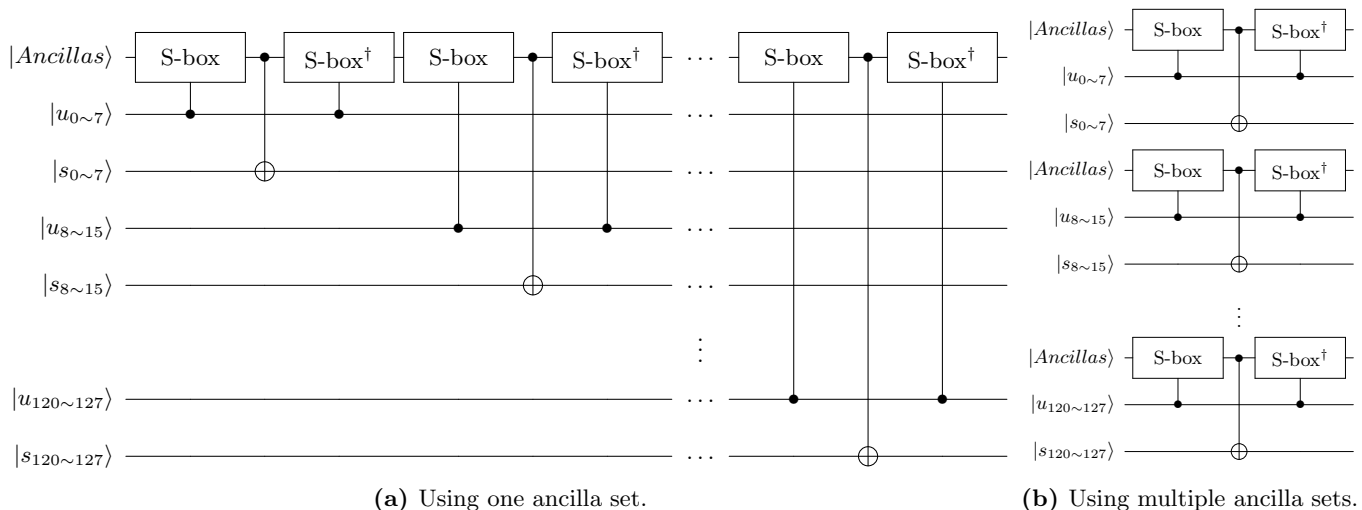 |Ancillas⟩ S-box S-box† S-box S-box† ··· S-box S-box†
|u₀∼₇⟩ ···
|s₀∼₇⟩ ···
|u₈∼₁₅⟩ ···
|s₈∼₁₅⟩ ···
⋮
|u₁₂₀∼₁₂₇⟩ ···
|s₁₂₀∼₁₂₇⟩ ···
(a) Using one ancilla set.
|Ancillas⟩ S-box S-box†
|u₀∼₇⟩
|s₀∼₇⟩
|Ancillas⟩ S-box S-box†
|u₈∼₁₅⟩
|s₈∼₁₅⟩
⋮
|Ancillas⟩ S-box S-box†
|u₁₂₀∼₁₂₇⟩
|s₁₂₀∼₁₂₇⟩
(b) Using multiple ancilla sets.